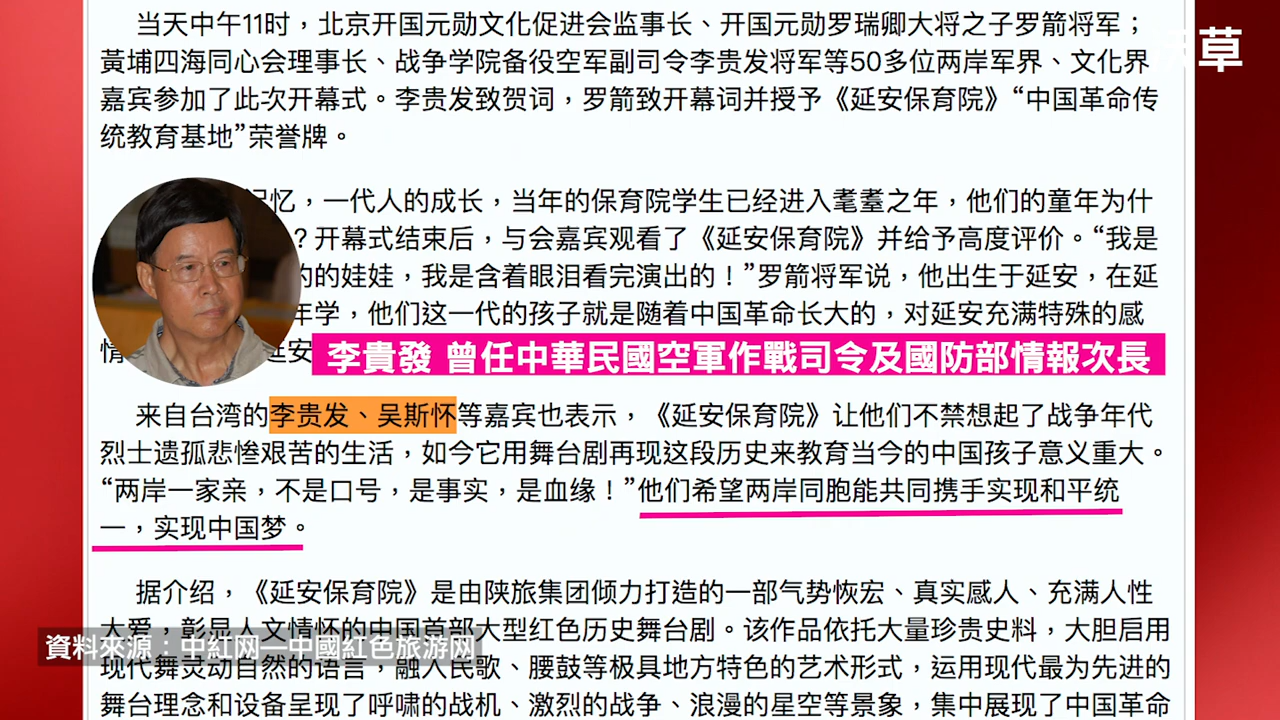 当天中午11时，北京开国元勋文化促进会监事长、开国元勋罗瑞卿大将之子罗箭将军；
黃埔四海同心会理事长、战争学院备役空军副司令李贵发将军等50多位两岸军界、文化界
嘉宾参加了此次开幕式。李贵发致贺词，罗箭致开幕词并授予《延安保育院》“中国革命传
统教育基地”荣誉牌。
草
记忆，一代人的成长，当年的保育院学生已经进入耄耋之年，他们的童年为什
？开幕式结束后，与会嘉宾观看了《延安保育院》并给予高度评价。“我是
的的娃娃，我是含着眼泪看完演出的！”罗箭将军说，他出生于延安，在延
年学，他们这一代的孩子就是随着中国革命长大的，对延安充满特殊的感
情 延安
李貴發 曾任中華民國空軍作戰司令及國防部情報次長
来自台湾的李贵发、吴斯怀等嘉宾也表示，《延安保育院》让他们不禁想起了战争年代
烈士遗孤悲惨艰苦的生活，如今它用舞台剧再现这段历史来教育当今的中国孩子意义重大。
“两岸一家亲，不是口号，是事实，是血缘！”他们希望两岸同胞能共同携手实现和平统
一，实现中国梦。
据介绍，《延安保育院》是由陕旅集团倾力打造的一部气势恢宏、真实感人、充满人性
大爱，彰显人文情怀的中国首部大型红色历史舞台剧。该作品依托大量珍贵史料，大胆启用
資料來源：中紅网—中國紅色旅游网
现代舞灵动自然的语言，融入民歌、腰鼓等极具地方特色的艺术形式，运用现代最为先进的
舞台理念和设备呈现了呼啸的战机、激烈的战争、浪漫的星空等景象，集中展现了中国革命